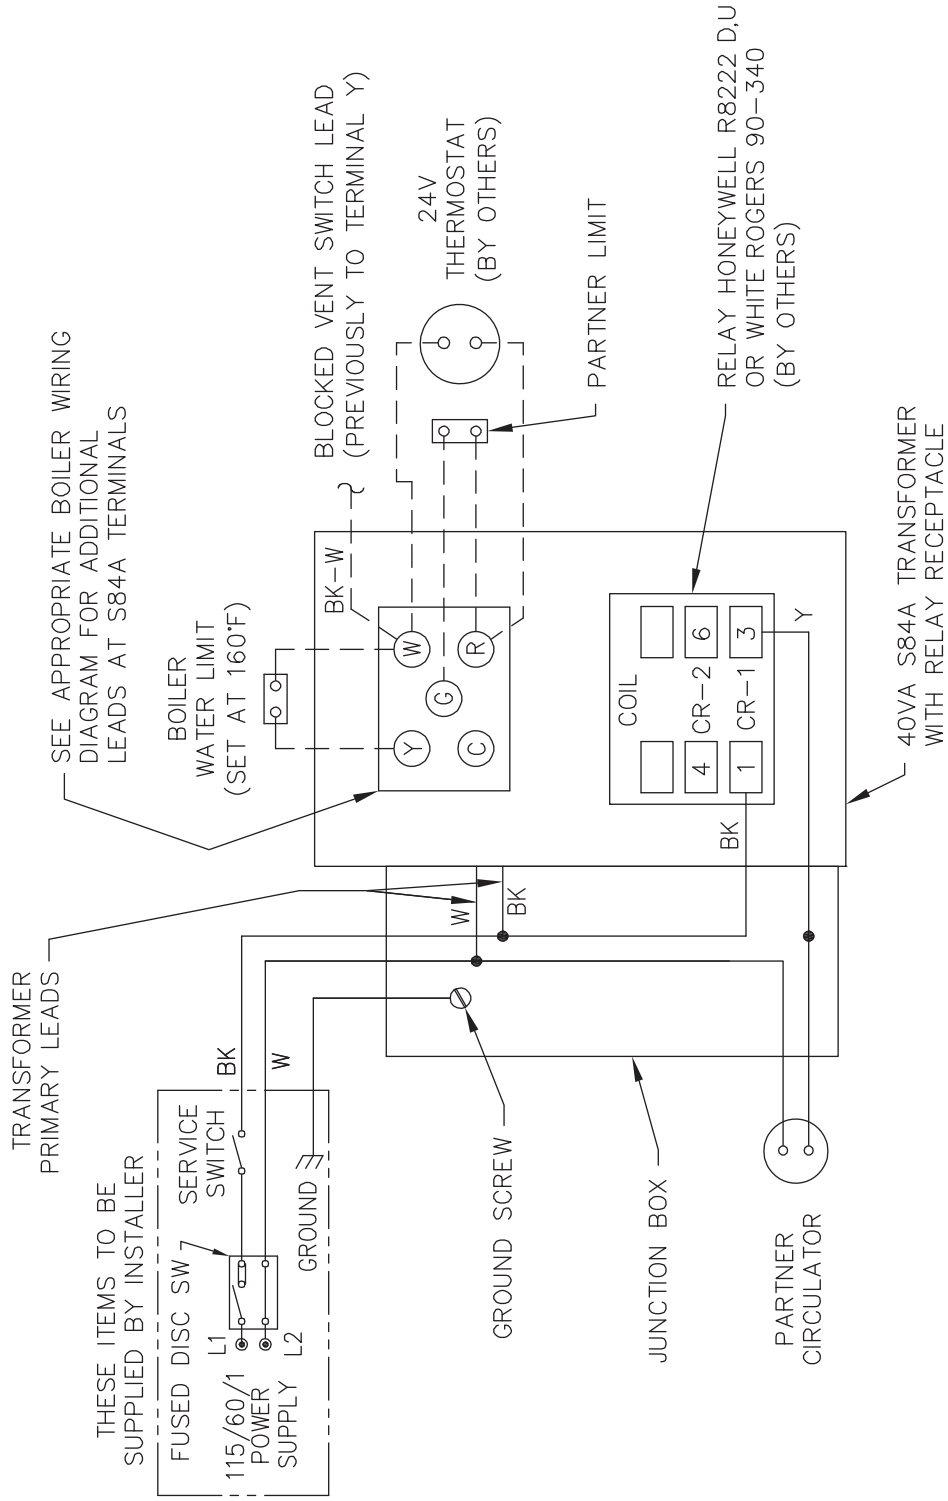 THESE ITEMS TO BE
SUPPLIED BY INSTALLER
FUSED DISC SW
SERVICE
SWITCH
L1
L2
115/60/1
POWER
SUPPLY
GROUND
TRANSFORMER
PRIMARY LEADS
BK
W
SEE APPROPRIATE BOILER WIRING
DIAGRAM FOR ADDITIONAL
LEADS AT S84A TERMINALS
BOILER
WATER LIMIT
(SET AT 160°F)
BK-W
BLOCKED VENT SWITCH LEAD
(PREVIOUSLY TO TERMINAL Y)
24V
THERMOSTAT
(BY OTHERS)
PARTNER LIMIT
Y
W
G
C
R
W
BK
GROUND SCREW
JUNCTION BOX
PARTNER
CIRCULATOR
COIL
4
CR-2
6
1
CR-1
3
BK
Y
RELAY HONEYWELL R8222 D,U
OR WHITE ROGERS 90-340
(BY OTHERS)
40VA S84A TRANSFORMER
WITH RELAY RECEPTACLE